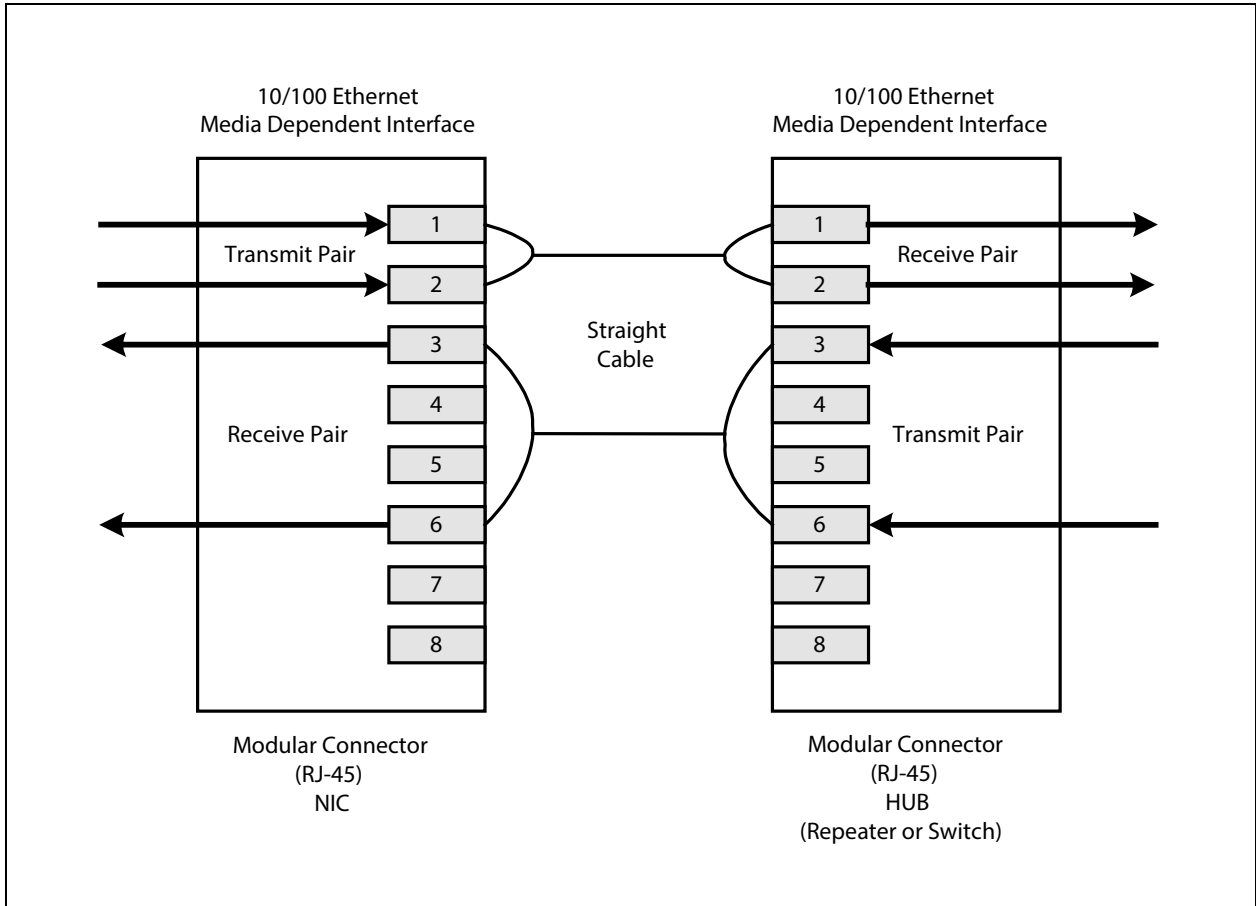 10/100 Ethernet
Media Dependent Interface
1
Transmit Pair
2
3
4
Receive Pair
5
6
7
8
Modular Connector
(RJ-45)
NIC
Straight
Cable
10/100 Ethernet
Media Dependent Interface
1
Receive Pair
2
3
4
Transmit Pair
5
6
7
8
Modular Connector
(RJ-45)
HUB
(Repeater or Switch)